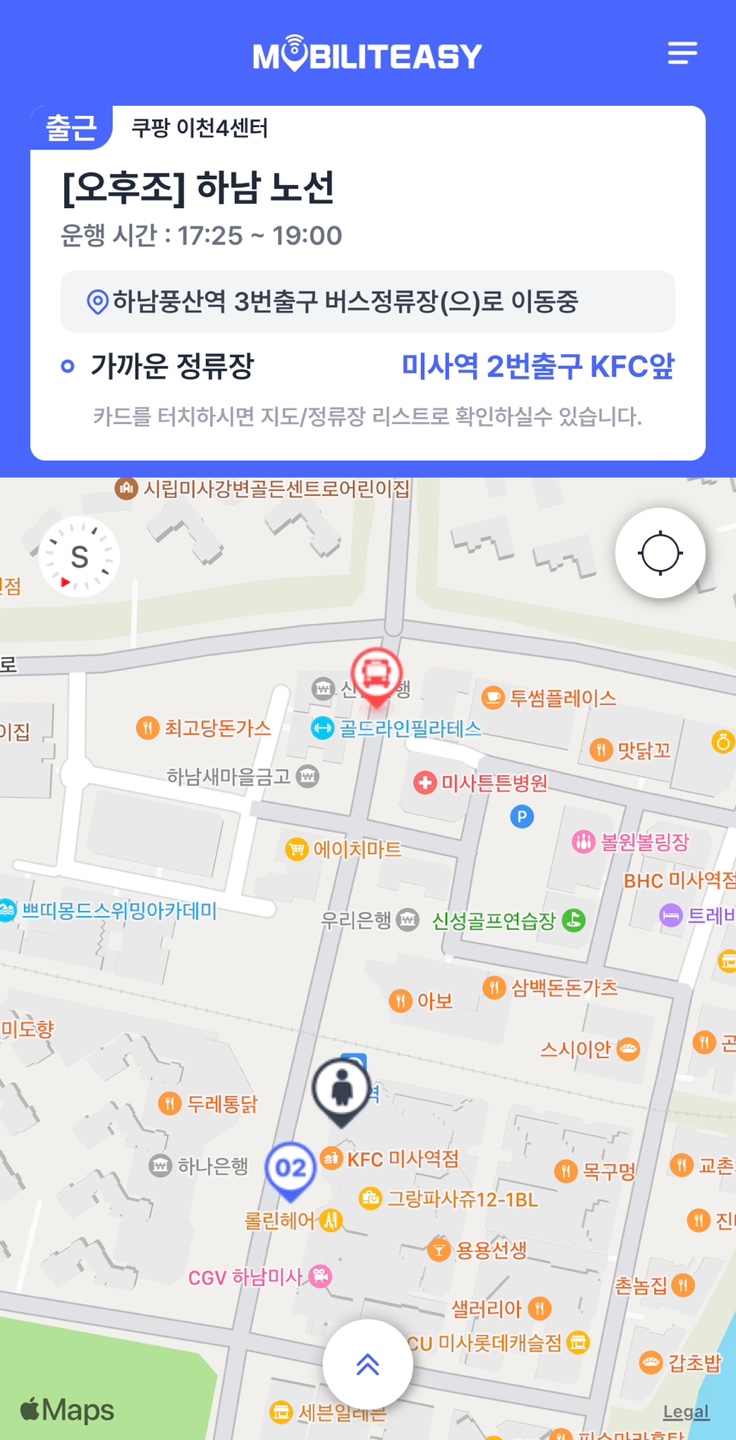 MOBILITEASY
출근
쿠팡 이천4센터
[오후조] 하남 노선
운행 시간 : 17:25 ~ 19:00
하남풍산역 3번출구 버스정류장(으)로 이동중
가까운 정류장
미사역 2번출구 KFC앞
카드를 터치하시면 지도/정류장 리스트로 확인하실수 있습니다.
시립미사강변골든센트로어린이집
S
점
로
행
투썸플레이스
이집
최고당돈가스
골드라인필라테스
맛닭꼬
하남새마을금고
미사튼튼병원
P
볼원볼링장
에이치마트
BHC 미사역점
쁘띠몽드스위밍아카데미
우리은행
신성골프연습장
트레비
삼백돈돈가츠
아보
미도향
스시이안
곤
역
두레통닭
하나은행
02
KFC 미사역점
목구멍
교촌
그랑파사쥬12-1BL
롤린헤어
진
용용선생
CGV 하남미사
촌놈집
샐러리아
CU 미사롯데캐슬점
갑초밥
Maps
세븐일레븐
Legal